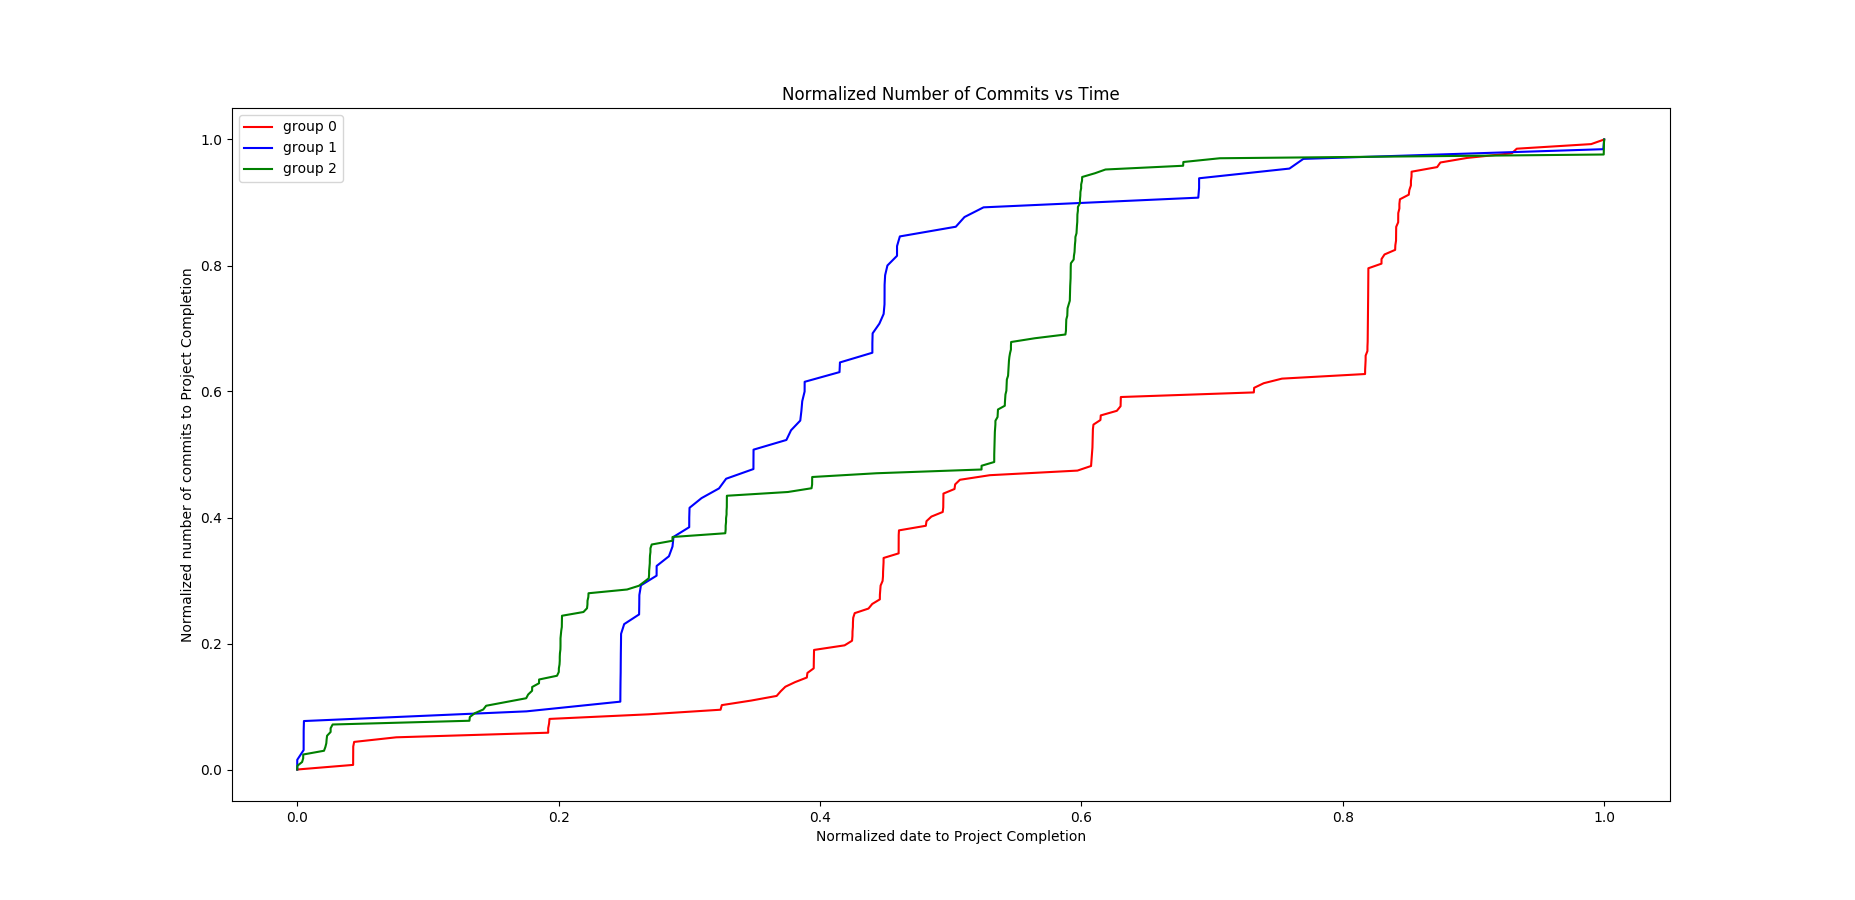 Normalized Number of Commits vs Time
group 0
group 1
group 2
Normalized number of commits to Project Completion
1.0
0.8
0.6
0.4
0.2
0.0
0.0 0.2 0.4 0.6 0.8 1.0
Normalized date to Project Completion